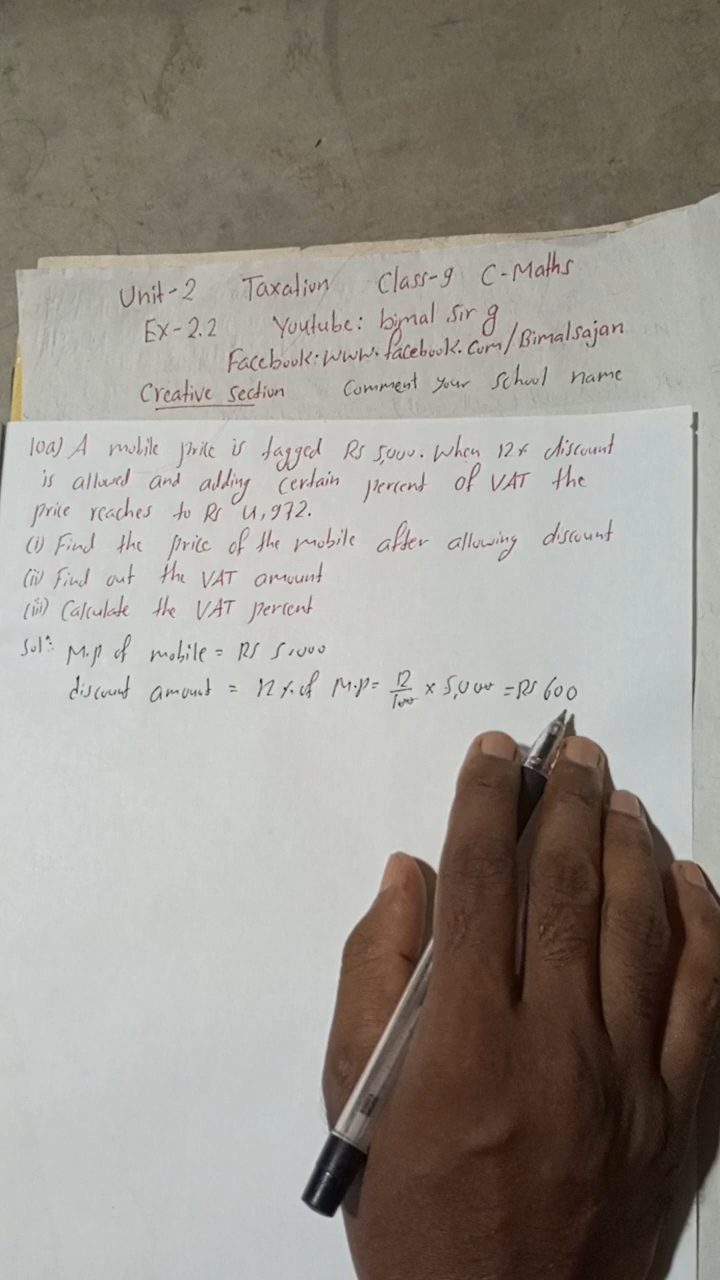 Unit-2 Taxation Class-9 C-Maths
Ex-2.2 Youtube: bimal sir g
Facebook: www.facebook.com/Bimalsajan
Creative section Comment your school name
10a) A mobile price is tagged Rs 5,000. When 12% discount
is allowed and adding certain percent of VAT the
price reaches to Rs 4,972.
(i) Find the price of the mobile after allowing discount
(ii) Find out the VAT amount
(iii) Calculate the VAT percent
Solⁿ: M.p of mobile = Rs 5,000
discount amount = 12% of M.P = 12/100 × 5,000 = Rs 600